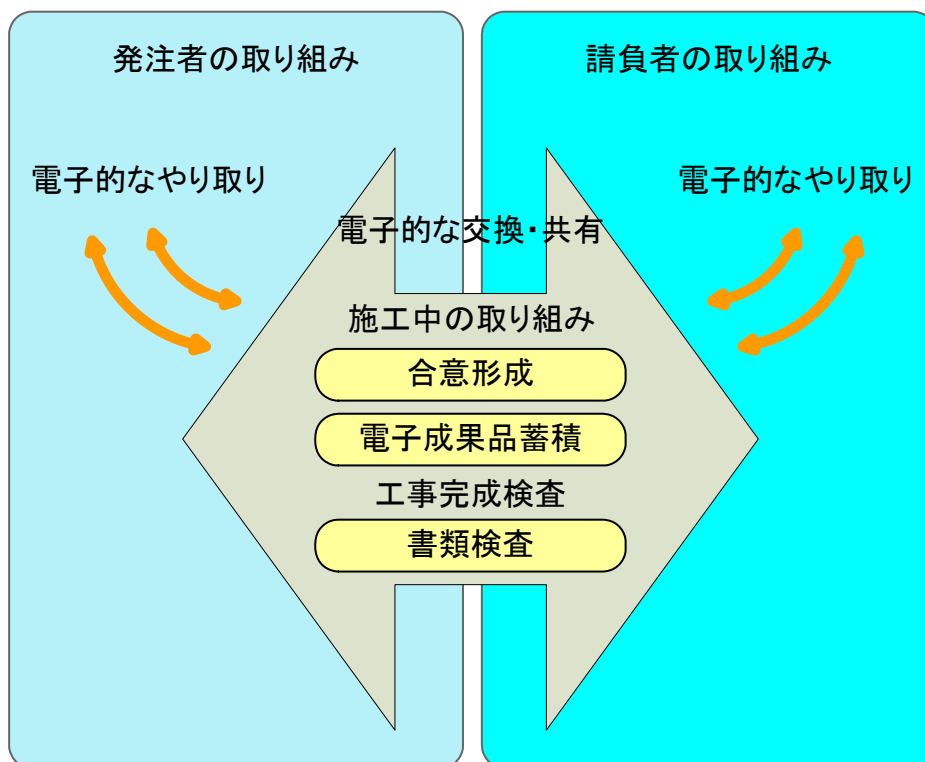 発注者の取り組み
請負者の取り組み
電子的なやり取り
電子的なやり取り
電子的な交換・共有
施工中の取り組み
合意形成
電子成果品蓄積
工事完成検査
書類検査